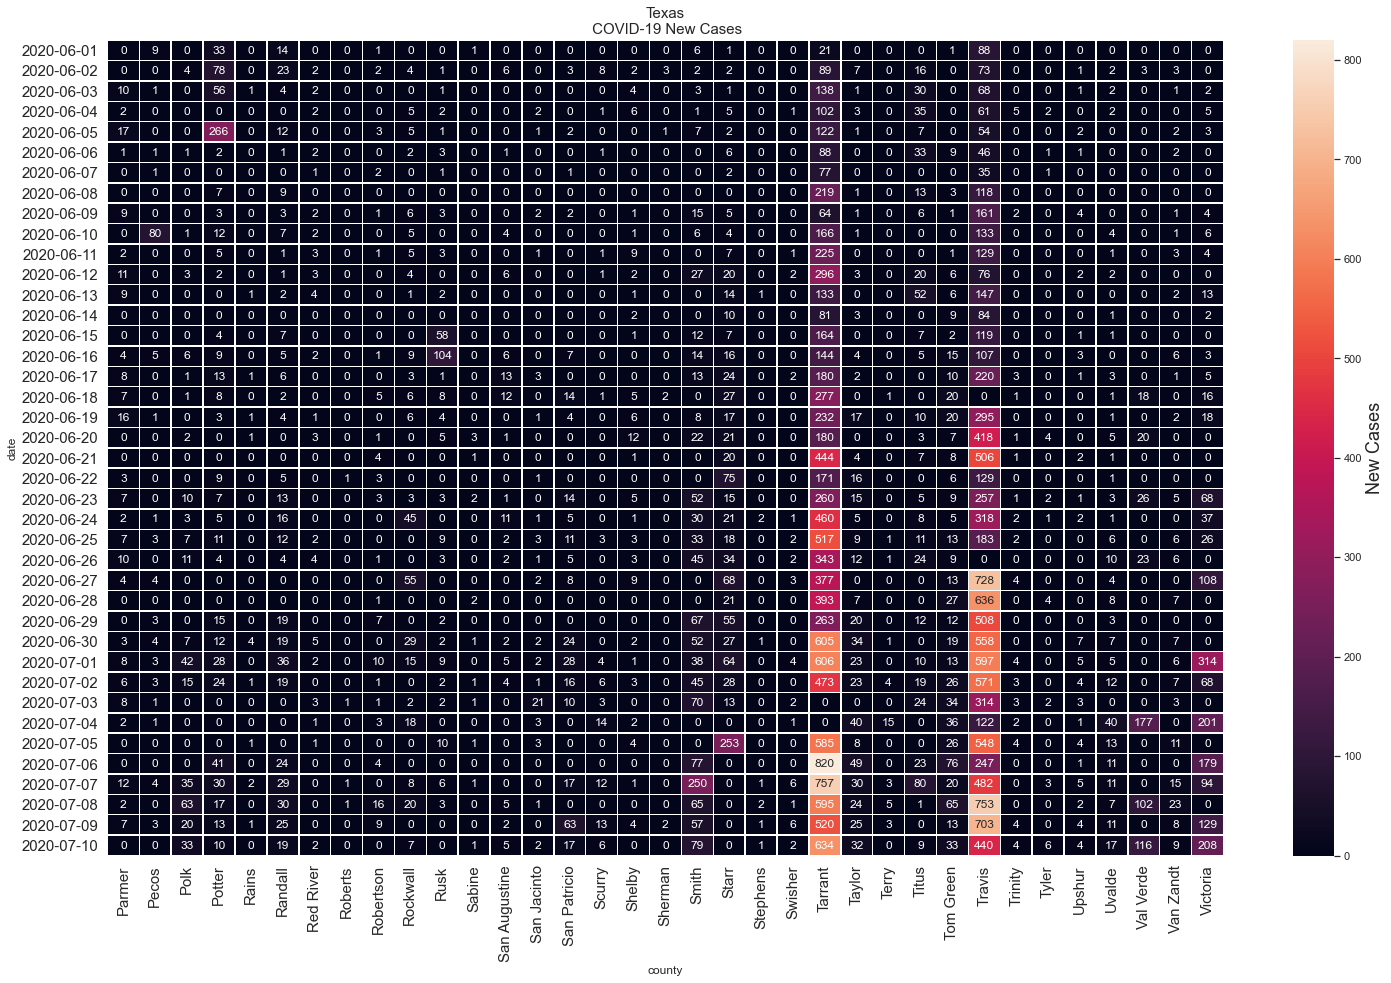 Texas
COVID-19 New Cases
2020-06-01 0 9 0 33 0 14 0 0 1 0 0 1 0 0 0 0 0 0 6 1 0 0 21 0 0 0 1 88 0 0 0 0 0 0 0
800
2020-06-02 0 0 4 78 0 23 2 0 2 4 1 0 6 0 3 8 2 3 2 2 0 0 89 7 0 16 0 73 0 0 1 2 3 3 0
2020-06-03 10 1 0 56 1 4 2 0 0 0 1 0 0 0 0 0 4 0 3 1 0 0 138 1 0 30 0 68 0 0 1 2 0 1 2
2020-06-04 2 0 0 0 0 0 2 0 0 5 2 0 0 2 0 1 6 0 1 5 0 1 102 3 0 35 0 61 5 2 0 2 0 0 5
2020-06-05 17 0 0 266 0 12 0 0 3 5 1 0 0 1 2 0 0 1 7 2 0 0 122 1 0 7 0 54 0 0 2 0 0 2 3
2020-06-06 1 1 1 2 0 1 2 0 0 2 3 0 1 0 0 1 0 0 0 6 0 0 88 0 0 33 9 46 0 1 1 0 0 2 0
700
2020-06-07 0 1 0 0 0 0 1 0 2 0 1 0 0 0 1 0 0 0 0 2 0 0 77 0 0 0 0 35 0 1 0 0 0 0 0
2020-06-08 0 0 0 7 0 9 0 0 0 0 0 0 0 0 0 0 0 0 0 0 0 0 219 1 0 13 3 118 0 0 0 0 0 0 0
2020-06-09 9 0 0 3 0 3 2 0 1 6 3 0 0 2 2 0 1 0 15 5 0 0 64 1 0 6 1 161 2 0 4 0 0 1 4
2020-06-10 0 80 1 12 0 7 2 0 0 5 0 0 4 0 0 0 1 0 6 4 0 0 166 1 0 0 0 133 0 0 0 4 0 1 6
2020-06-11 2 0 0 5 0 1 3 0 1 5 3 0 0 1 0 1 9 0 0 7 0 1 225 0 0 0 1 129 0 0 0 1 0 3 4
600
2020-06-12 11 0 3 2 0 1 3 0 0 4 0 0 6 0 0 1 2 0 27 20 0 2 296 3 0 20 6 76 0 0 2 2 0 0 0
2020-06-13 9 0 0 0 1 2 4 0 0 1 2 0 0 0 0 0 1 0 0 14 1 0 133 0 0 52 6 147 0 0 0 0 0 2 13
2020-06-14 0 0 0 0 0 0 0 0 0 0 0 0 0 0 0 0 2 0 0 10 0 0 81 3 0 0 9 84 0 0 0 1 0 0 2
2020-06-15 0 0 0 4 0 7 0 0 0 0 58 0 0 0 0 0 1 0 12 7 0 0 164 0 0 7 2 119 0 0 1 1 0 0 0
2020-06-16 4 5 6 9 0 5 2 0 1 9 104 0 6 0 7 0 0 0 14 16 0 0 144 4 0 5 15 107 0 0 3 0 0 6 3
500
2020-06-17 8 0 1 13 1 6 0 0 0 3 1 0 13 3 0 0 0 0 13 24 0 2 180 2 0 0 10 220 3 0 1 3 0 1 5
2020-06-18 7 0 1 8 0 2 0 0 5 6 8 0 12 0 14 1 5 2 0 27 0 0 277 0 1 0 20 0 1 0 0 1 18 0 16
2020-06-19 16 1 0 3 1 4 1 0 0 6 4 0 0 1 4 0 6 0 8 17 0 0 232 17 0 10 20 295 0 0 0 1 0 2 18
2020-06-20 0 0 2 0 1 0 3 0 1 0 5 3 1 0 0 0 12 0 22 21 0 0 180 0 0 3 7 418 1 4 0 5 20 0 0
2020-06-21 0 0 0 0 0 0 0 0 4 0 0 1 0 0 0 0 1 0 0 20 0 0 444 4 0 7 8 506 1 0 2 1 0 0 0
400
2020-06-22 3 0 0 9 0 5 0 1 3 0 0 0 0 1 0 0 0 0 0 75 0 0 171 16 0 0 6 129 0 0 0 1 0 0 0
2020-06-23 7 0 10 7 0 13 0 0 3 3 3 2 1 0 14 0 5 0 52 15 0 0 260 15 0 5 9 257 1 1 1 3 26 5 68
2020-06-24 2 1 3 5 0 16 0 0 0 45 0 0 11 1 5 0 1 0 30 21 2 1 460 5 0 8 5 318 2 1 2 1 0 0 37
2020-06-25 7 3 7 11 0 12 2 0 0 0 9 0 2 3 11 3 3 0 33 18 0 2 517 9 1 11 13 183 2 0 0 6 0 6 26
2020-06-26 10 0 11 4 0 4 4 0 1 0 3 0 2 1 5 0 3 0 45 34 0 2 343 12 1 24 9 0 0 0 0 10 23 6 0
300
2020-06-27 4 4 0 0 0 0 0 0 0 55 0 0 0 2 8 0 9 0 0 68 0 3 377 0 0 0 13 728 4 0 0 4 0 0 108
2020-06-28 0 0 0 0 0 0 0 0 1 0 0 2 0 0 0 0 0 0 0 21 0 0 393 7 0 0 27 636 0 4 0 8 0 7 0
2020-06-29 0 3 0 15 0 19 0 0 7 0 2 0 0 0 0 0 0 0 67 55 0 0 263 20 0 12 12 508 0 0 0 3 0 0 0
2020-06-30 3 4 7 12 4 19 5 0 0 29 2 1 2 2 24 0 2 0 52 27 1 0 605 34 1 0 19 558 0 0 7 7 0 7 0
2020-07-01 8 3 42 28 0 36 2 0 10 15 9 0 5 2 28 4 1 0 38 64 0 4 606 23 0 10 13 597 4 0 5 5 0 6 314
200
2020-07-02 6 3 15 24 1 19 0 0 1 0 2 1 4 1 16 6 3 0 45 28 0 0 473 23 4 19 26 571 3 0 4 12 0 7 68
2020-07-03 8 1 0 0 0 0 3 1 1 2 2 1 0 21 10 3 0 0 70 13 0 2 0 0 0 24 34 314 3 2 3 0 0 3 0
2020-07-04 2 1 0 0 0 0 1 0 3 18 0 0 0 3 0 14 2 0 0 0 0 1 0 40 15 0 36 122 2 0 1 40 177 0 201
2020-07-05 0 0 0 0 1 0 1 0 0 0 10 1 0 3 0 0 4 0 0 253 0 0 585 8 0 0 26 548 4 0 4 13 0 11 0
2020-07-06 0 0 0 41 0 24 0 0 4 0 0 0 0 0 0 0 0 0 77 0 0 0 820 49 0 23 76 247 0 0 1 11 0 0 179
100
2020-07-07 12 4 35 30 2 29 0 1 0 8 6 1 0 0 17 12 1 0 250 0 1 6 757 30 3 80 20 482 0 3 5 11 0 15 94
2020-07-08 2 0 63 17 0 30 0 1 16 20 3 0 5 1 0 0 0 0 65 0 2 1 595 24 5 1 65 753 0 0 2 7 102 23 0
2020-07-09 7 3 20 13 1 25 0 0 9 0 0 0 2 0 63 13 4 2 57 0 1 6 520 25 3 0 13 703 4 0 4 11 0 8 129
2020-07-10 0 0 33 10 0 19 2 0 0 7 0 1 5 2 17 6 0 0 79 0 1 2 634 32 0 9 33 440 4 6 4 17 116 9 208
0
date
New Cases
Parmer Pecos Polk Potter Rains Randall Red River Roberts Robertson Rockwall Rusk Sabine San Augustine San Jacinto San Patricio Scurry Shelby Sherman Smith Starr Stephens Swisher Tarrant Taylor Terry Titus Tom Green Travis Trinity Tyler Upshur Uvalde Val Verde Van Zandt Victoria
county